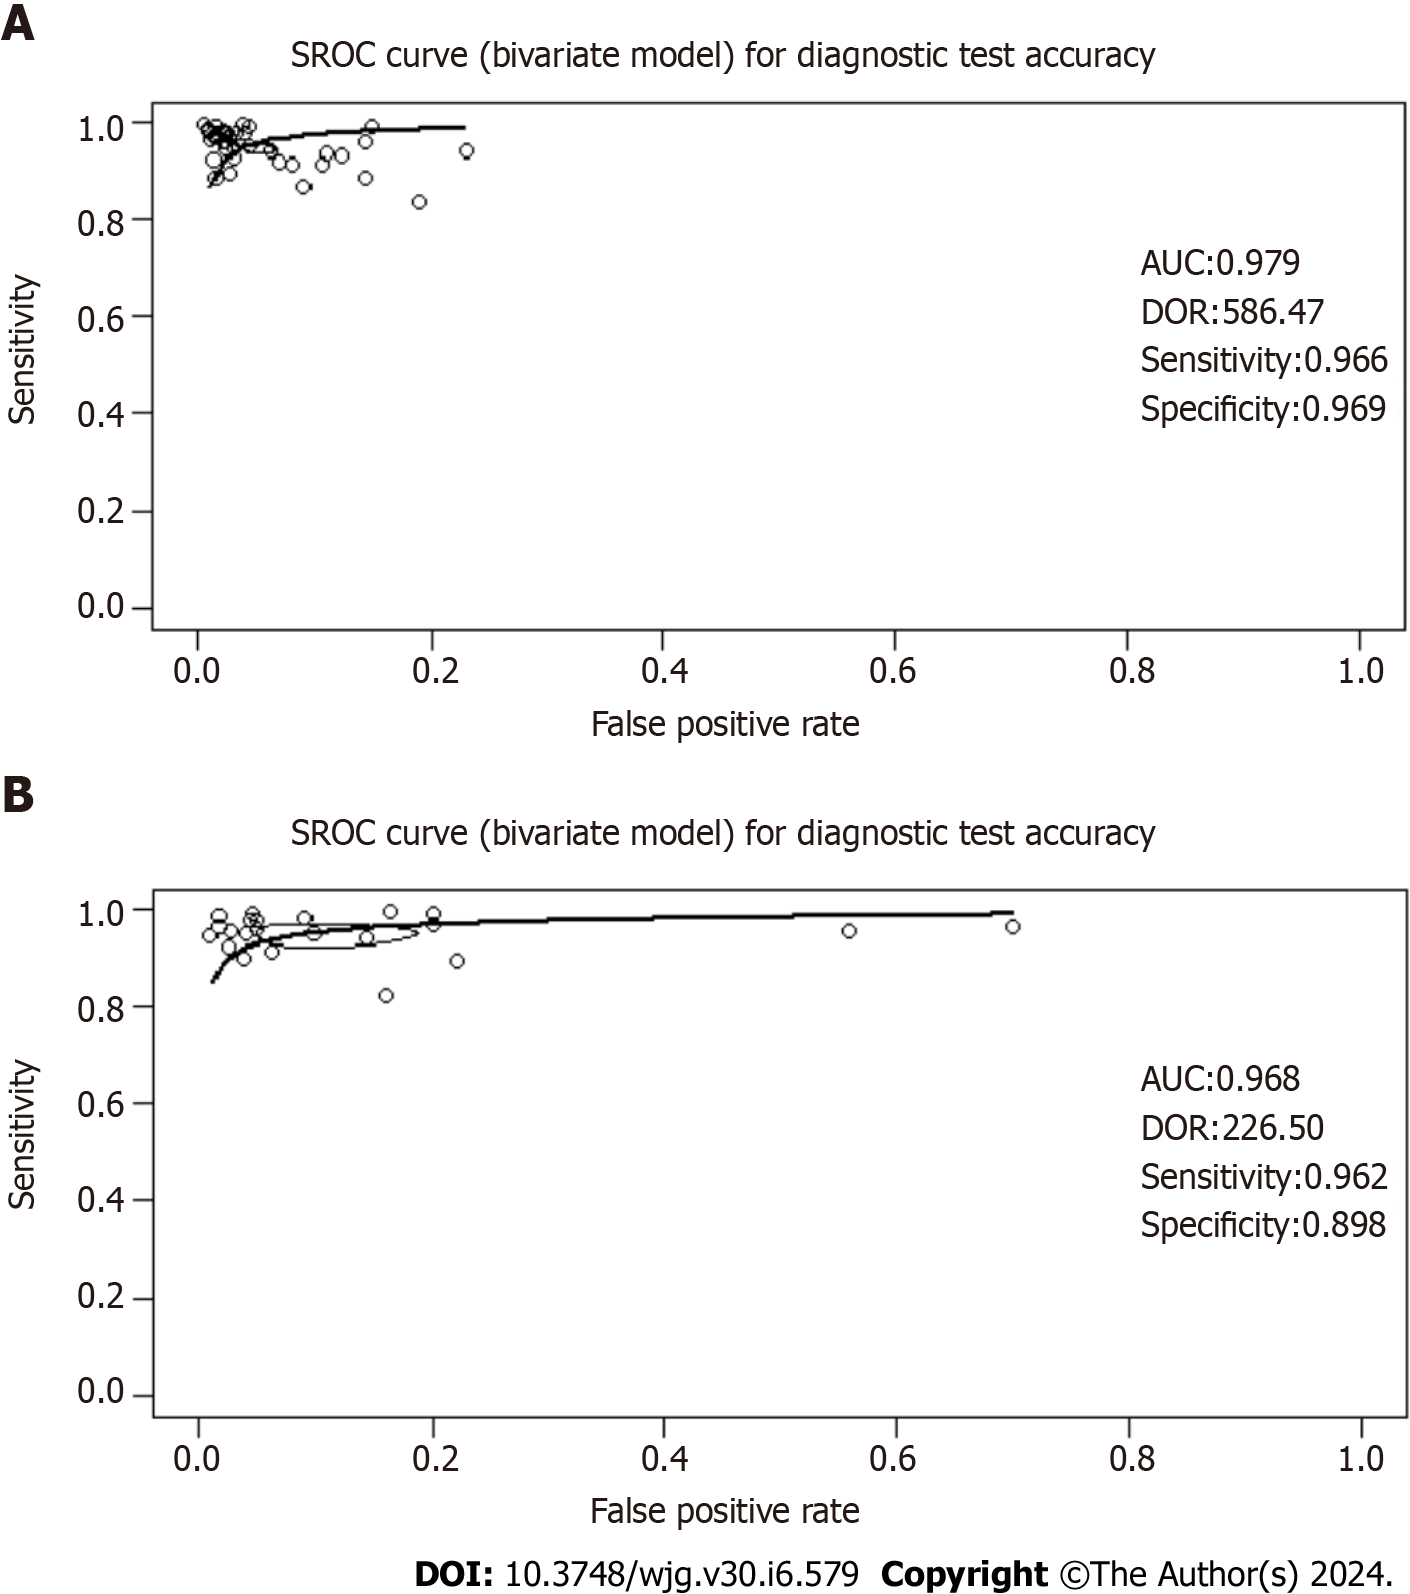 A
SROC curve (bivariate model) for diagnostic test accuracy
1.0
0.8
0.6
0.4
0.2
0.0
Sensitivity
AUC:0.979
DOR:586.47
Sensitivity:0.966
Specificity:0.969
0.0 0.2 0.4 0.6 0.8 1.0
False positive rate
B
SROC curve (bivariate model) for diagnostic test accuracy
1.0
0.8
0.6
0.4
0.2
0.0
Sensitivity
AUC:0.968
DOR:226.50
Sensitivity:0.962
Specificity:0.898
0.0 0.2 0.4 0.6 0.8 1.0
False positive rate
DOI: 10.3748/wjg.v30.i6.579 Copyright ©The Author(s) 2024.